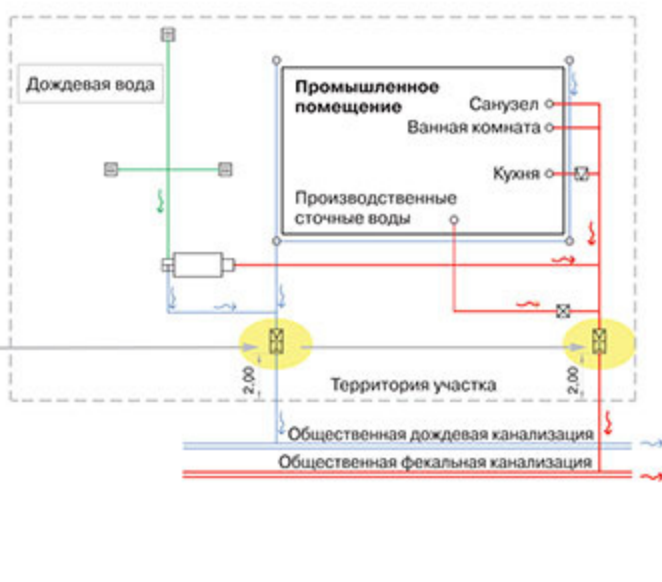 Дождевая вода
Промышленное
помещение
Санузел
Ванная комната
Кухня
Производственные
сточные воды
2,00
2,00
Территория участка
Общественная дождевая канализация
Общественная фекальная канализация